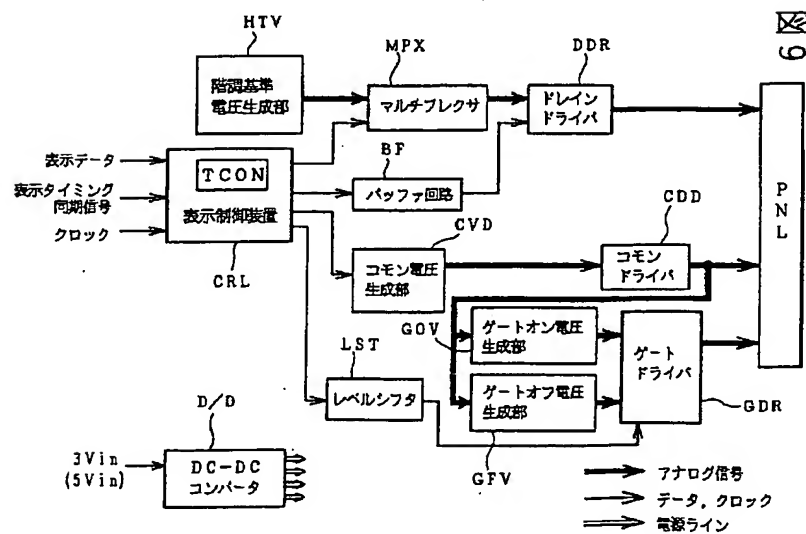 図9
HTV
MPX
DDR
階調基準
電圧生成部
マルチプレクサ
ドレイン
ドライバ
表示データ
表示タイミング
同期信号
クロック
TCON
表示制御装置
CRL
BF
バッファ回路
PNL
CVD
コモン電圧
生成部
CDD
コモン
ドライバ
GOV
ゲートオン電圧
生成部
ゲート
ドライバ
LST
レベルシフタ
ゲートオフ電圧
生成部
GFV
GDR
D/D
3Vin
(5Vin)
DC-DC
コンバータ
アナログ信号
データ,クロック
電源ライン